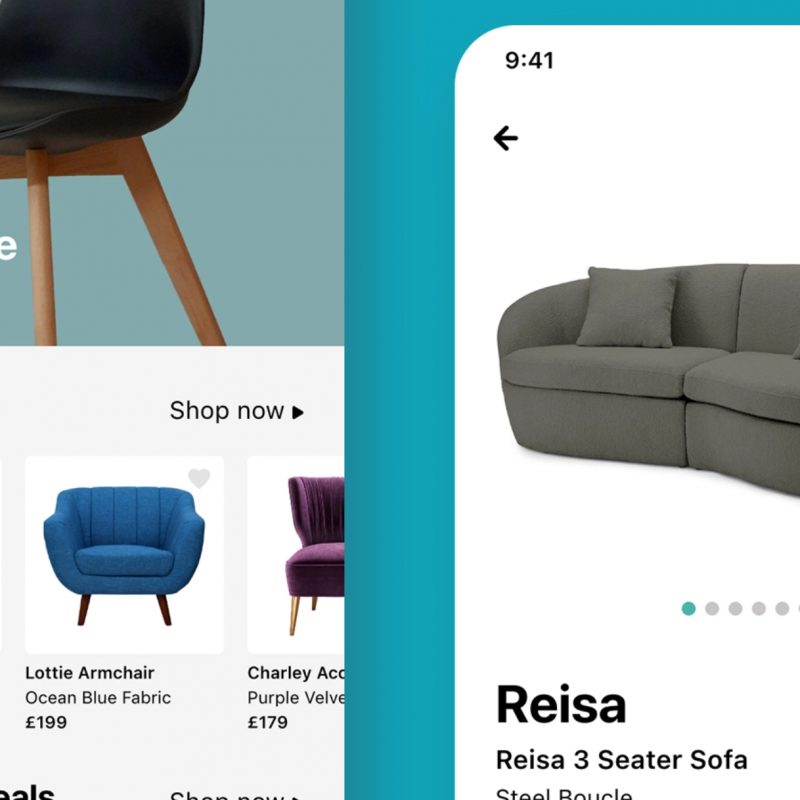 e
Shop now
Lottie Armchair
Ocean Blue Fabric
£199
Charley Acc
Purple Velve
£179
eals
Shop now
9:41
Reisa
Reisa 3 Seater Sofa
Steel Boucle